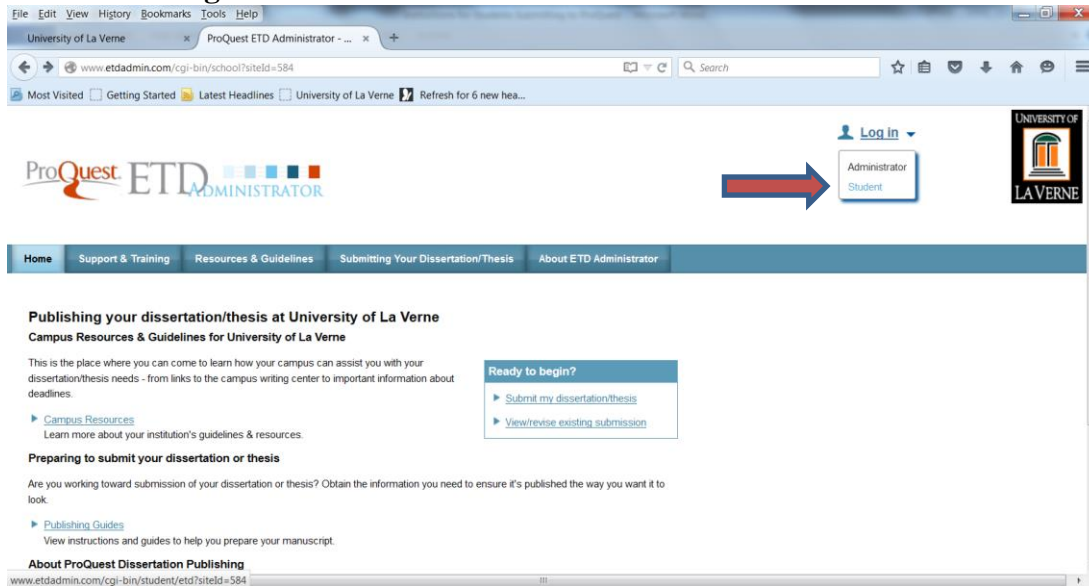 File Edit View History Bookmarks Tools Help
University of La Verne × ProQuest ETD Administrator - ... × +
www.etdadmin.com/cgi-bin/school?siteId=584 Search
Most Visited Getting Started Latest Headlines University of La Verne Refresh for 6 new hea...
Log in
Administrator
Student
UNIVERSITY OF
LA VERNE
ProQuest ETD ADMINISTRATOR
Home Support & Training Resources & Guidelines Submitting Your Dissertation/Thesis About ETD Administrator
Publishing your dissertation/thesis at University of La Verne
Campus Resources & Guidelines for University of La Verne
This is the place where you can come to learn how your campus can assist you with your
dissertation/thesis needs - from links to the campus writing center to important information about
deadlines.
Campus Resources
Learn more about your institution's guidelines & resources.
Ready to begin?
Submit my dissertation/thesis
View/revise existing submission
Preparing to submit your dissertation or thesis
Are you working toward submission of your dissertation or thesis? Obtain the information you need to ensure it's published the way you want it to
look.
Publishing Guides
View instructions and guides to help you prepare your manuscript.
About ProQuest Dissertation Publishing
www.etdadmin.com/cgi-bin/student/etd?siteId=584